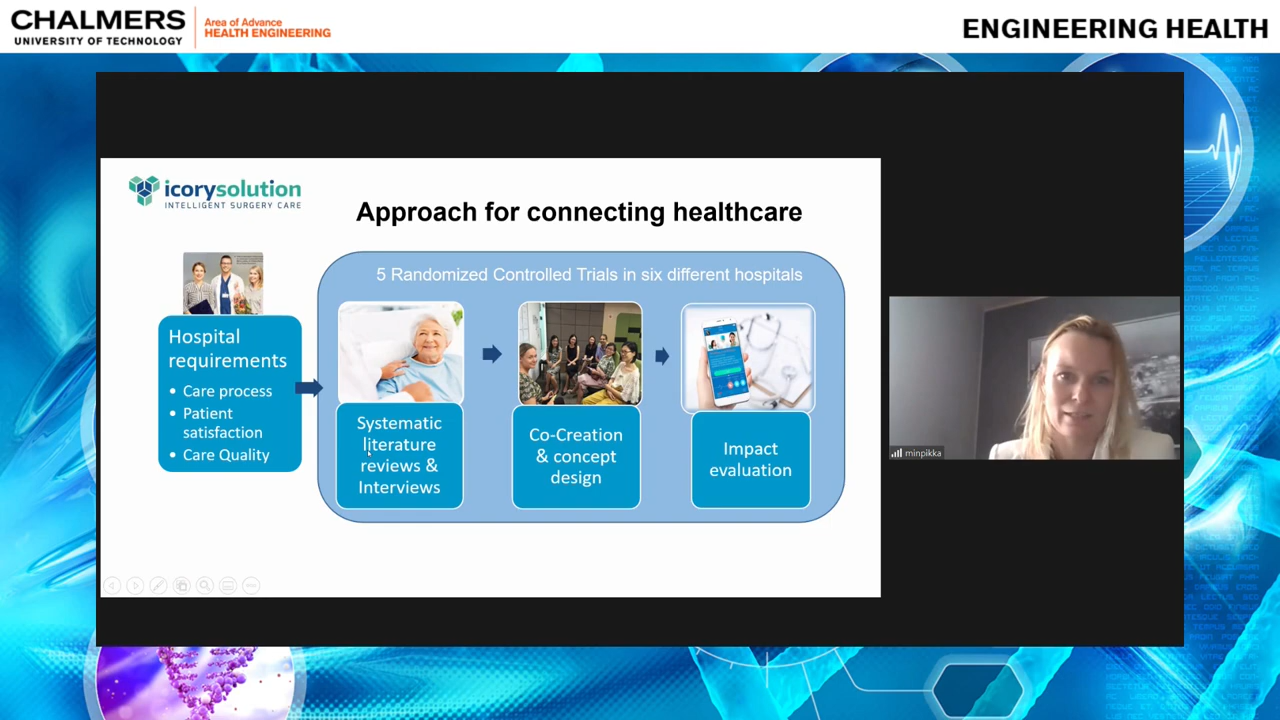 CHALMERS
UNIVERSITY OF TECHNOLOGY
Area of Advance
HEALTH ENGINEERING
ENGINEERING HEALTH
icorysolution
INTELLIGENT SURGERY CARE
Approach for connecting healthcare
5 Randomized Controlled Trials in six different hospitals
Hospital
requirements
• Care process
• Patient
satisfaction
• Care Quality
Systematic
literature
reviews &
Interviews
Co-Creation
& concept
design
Impact
evaluation
minpikka